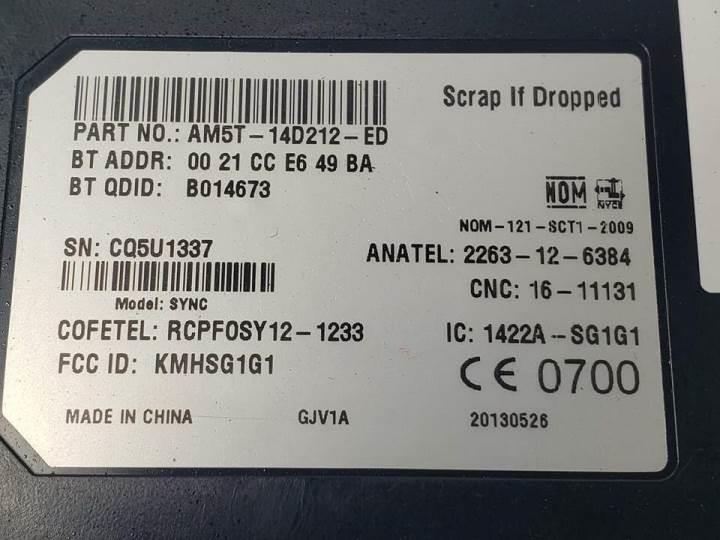 Scrap If Dropped
PART NO.: AM5T-14D212-ED
BT ADDR: 00 21 CC E6 49 BA
BT QDID: B014673
NOM NYCE
NOM-121-SCT1-2009
SN: CQ5U1337
ANATEL: 2263-12-6384
CNC: 16-11131
Model: SYNC
COFETEL: RCPFOSY12-1233
IC: 1422A-SG1G1
FCC ID: KMHSG1G1
CE 0700
MADE IN CHINA GJV1A 20130526